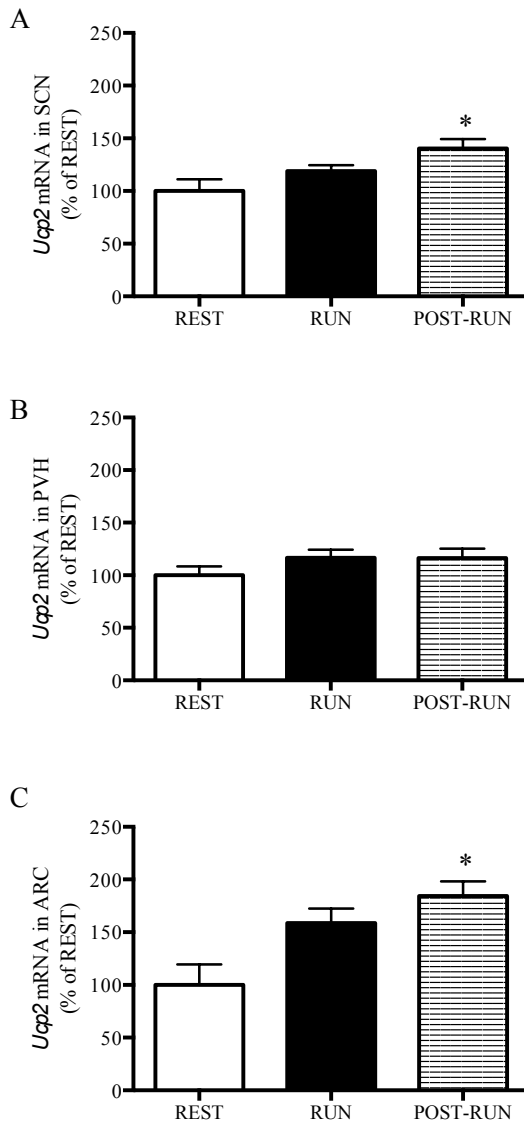 A
Ucp2 mRNA in SCN
(% of REST)
250
200
150
100
50
0
*
REST RUN POST-RUN
B
Ucp2 mRNA in PVH
(% of REST)
250
200
150
100
50
0
REST RUN POST-RUN
C
Ucp2 mRNA in ARC
(% of REST)
250
200
150
100
50
0
*
REST RUN POST-RUN